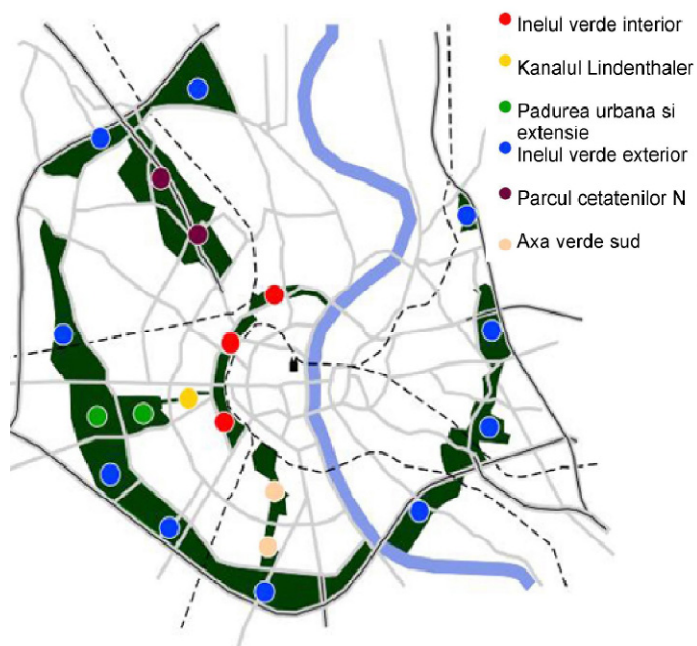 Inelul verde interior
Kanalul Lindenthaler
Padurea urbana si
extensie
Inelul verde exterior
Parcul cetatenilor N
Axa verde sud